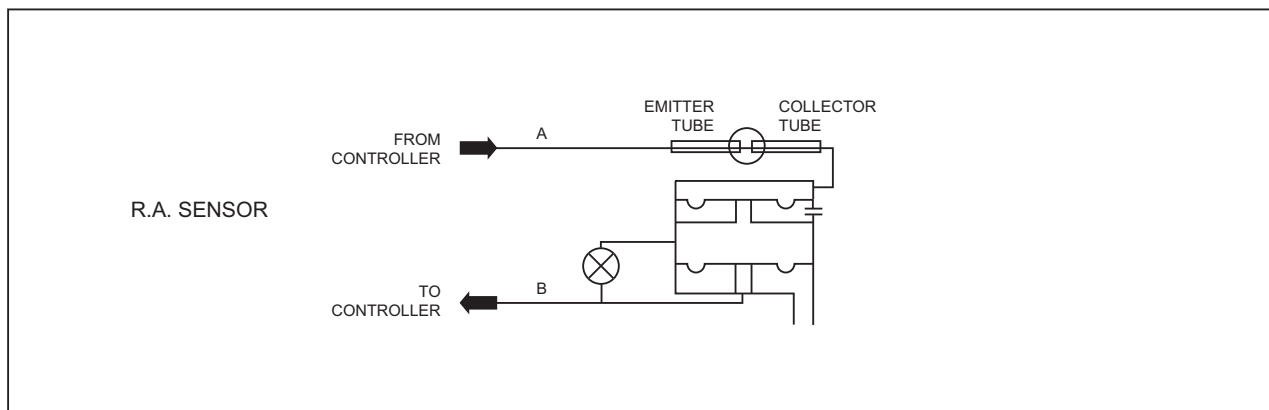 EMITTER
TUBE
COLLECTOR
TUBE
FROM
CONTROLLER
A
R.A. SENSOR
TO
CONTROLLER
B